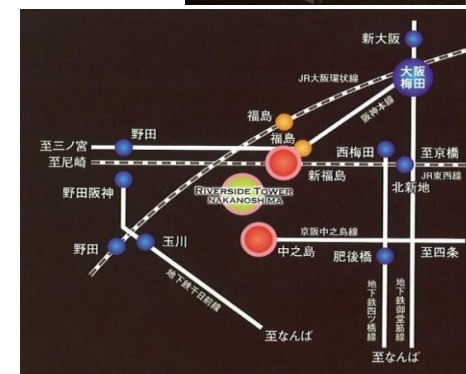 新大阪
JR大阪環状線
大阪
梅田
阪神本線
福島
福島
野田
至三ノ宮
西梅田
至京橋
至尼崎
新福島
JR東西線
北新地
野田阪神
RIVERSIDE TOWER
NAKANOSHIMA
京阪中之島線
野田
玉川
中之島
肥後橋
至四条
地下鉄千日前線
地下鉄四ツ橋線
地下鉄御堂筋線
至なんば
至なんば